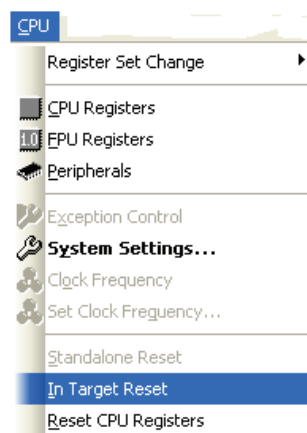 CPU
Register Set Change
CPU Registers
1.0 FPU Registers
Peripherals
Exception Control
System Settings...
Clock Frequency
Set Clock Frequency...
Standalone Reset
In Target Reset
Reset CPU Registers